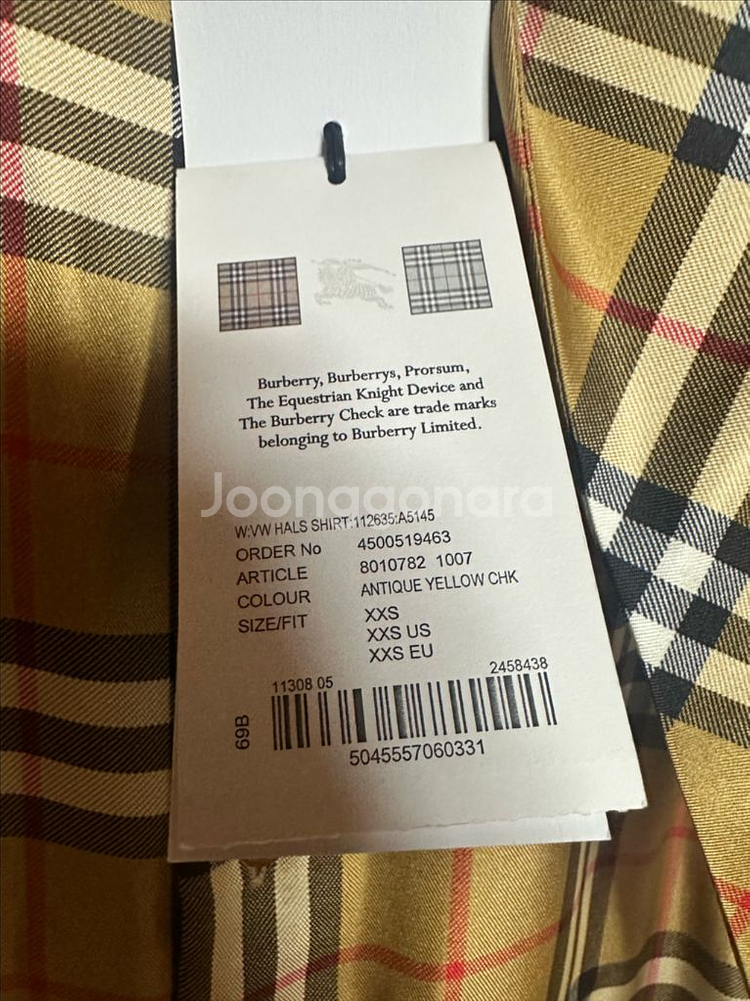 Burberry, Burberrys, Prorsum,
The Equestrian Knight Device and
The Burberry Check are trade marks
belonging to Burberry Limited.
Joonggonara
W:VW HALS SHIRT:112635:A5145
ORDER No 4500519463
ARTICLE 8010782 1007
COLOUR ANTIQUE YELLOW CHK
SIZE/FIT XXS
XXS US
XXS EU
11308 05 2458438
69B
5045557060331